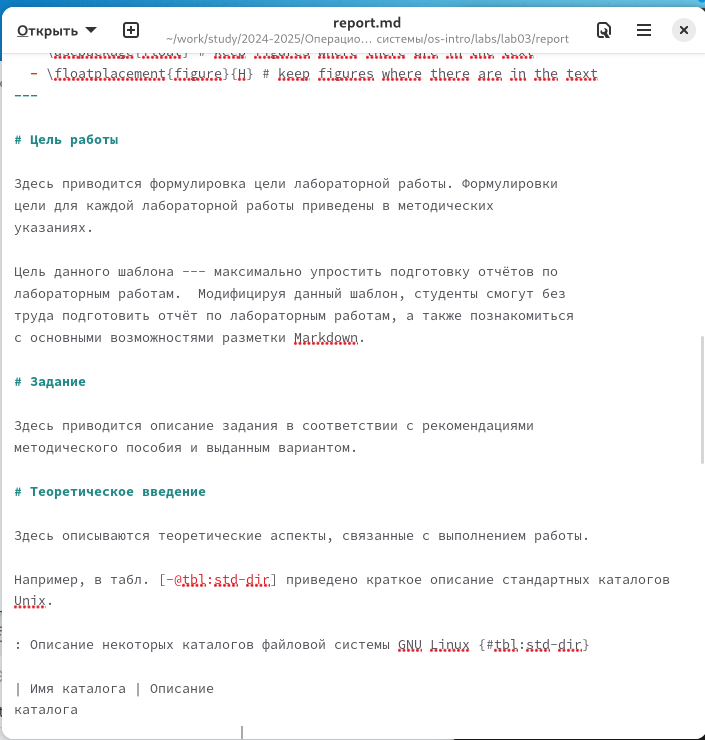 Открыть
report.md
~/work/study/2024-2025/Операцио… системы/os-intro/labs/lab03/report
- \floatplacement{figure}{H} # keep figures where there are in the text
---
# Цель работы
Здесь приводится формулировка цели лабораторной работы. Формулировки
цели для каждой лабораторной работы приведены в методических
указаниях.
Цель данного шаблона --- максимально упростить подготовку отчётов по
лабораторным работам.  Модифицируя данный шаблон, студенты смогут без
труда подготовить отчёт по лабораторным работам, а также познакомиться
с основными возможностями разметки Markdown.
# Задание
Здесь приводится описание задания в соответствии с рекомендациями
методического пособия и выданным вариантом.
# Теоретическое введение
Здесь описываются теоретические аспекты, связанные с выполнением работы.
Например, в табл. [-@tbl:std-dir] приведено краткое описание стандартных каталогов
Unix.
: Описание некоторых каталогов файловой системы GNU Linux {#tbl:std-dir}
| Имя каталога | Описание
каталога